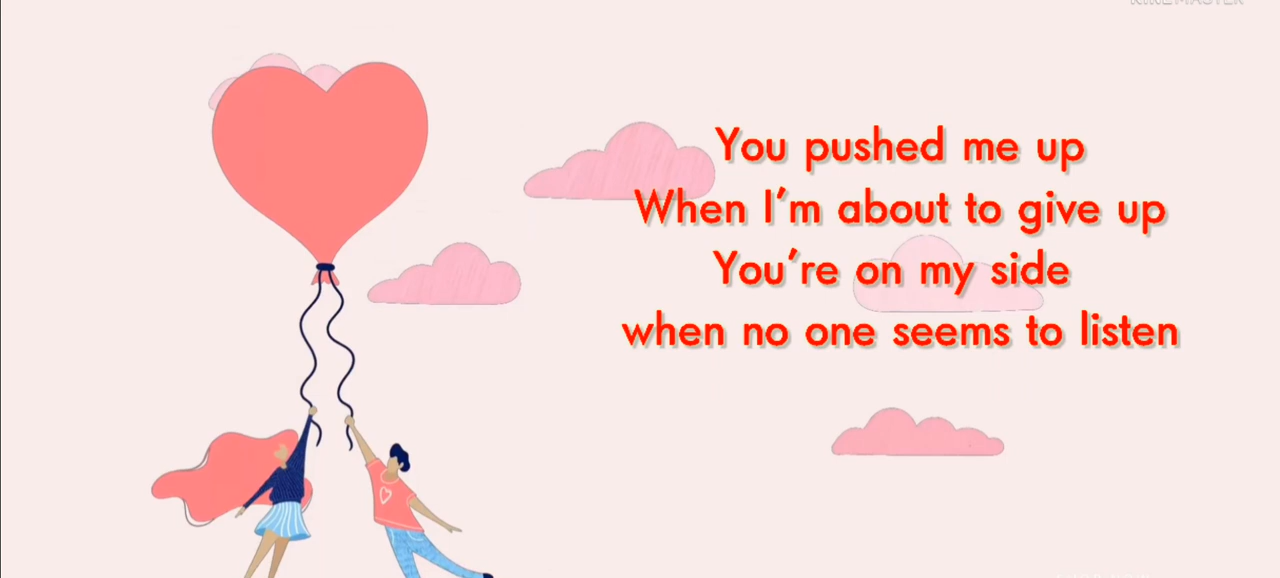 KINEMASTER
You pushed me up
When I'm about to give up
You're on my side
when no one seems to listen